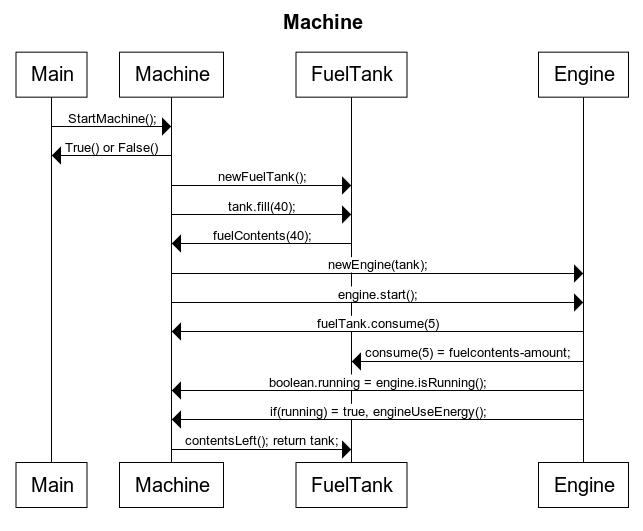 Machine
Main Machine FuelTank Engine
StartMachine();
True() or False()
newFuelTank();
tank.fill(40);
fuelContents(40);
newEngine(tank);
engine.start();
fuelTank.consume(5)
consume(5) = fuelcontents-amount;
boolean.running = engine.isRunning();
if(running) = true, engineUseEnergy();
contentsLeft(); return tank;
Main Machine FuelTank Engine